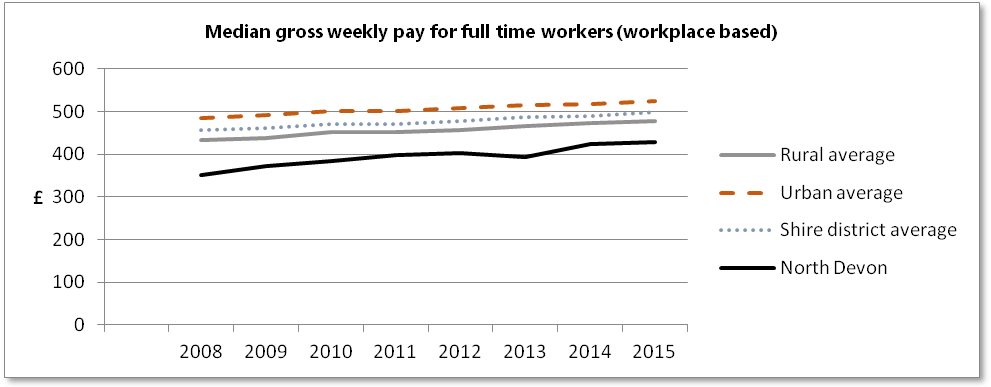 Median gross weekly pay for full time workers (workplace based)
600
500
400
300
200
100
0
£
2008 2009 2010 2011 2012 2013 2014 2015
Rural average
Urban average
Shire district average
North Devon